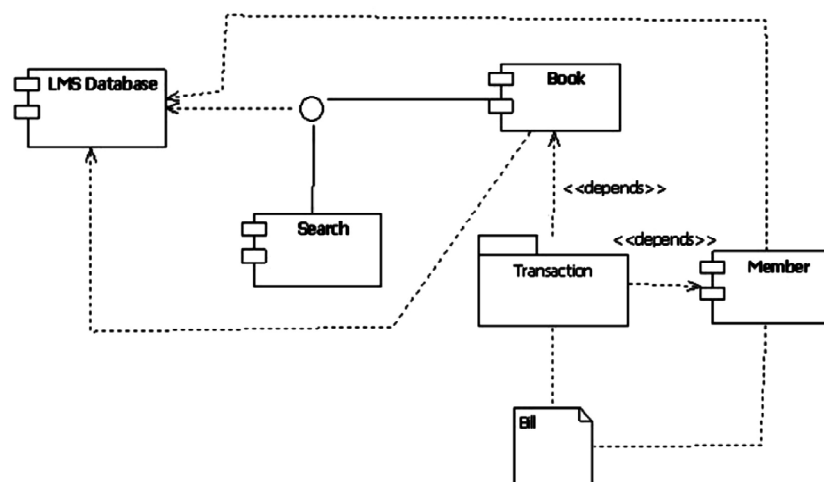 LMS Database
Book
<<depends>>
Search
<<depends>>
Transaction
Member
Bill